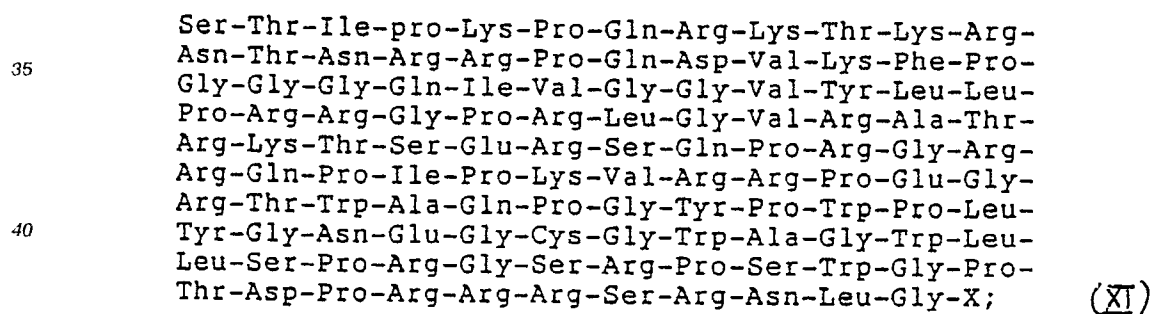 Ser-Thr-Ile-pro-Lys-Pro-Gln-Arg-Lys-Thr-Lys-Arg-
35 Asn-Thr-Asn-Arg-Arg-Pro-Gln-Asp-Val-Lys-Phe-Pro-
Gly-Gly-Gly-Gln-Ile-Val-Gly-Gly-Val-Tyr-Leu-Leu-
Pro-Arg-Arg-Gly-Pro-Arg-Leu-Gly-Val-Arg-Ala-Thr-
Arg-Lys-Thr-Ser-Glu-Arg-Ser-Gln-Pro-Arg-Gly-Arg-
Arg-Gln-Pro-Ile-Pro-Lys-Val-Arg-Arg-Pro-Glu-Gly-
Arg-Thr-Trp-Ala-Gln-Pro-Gly-Tyr-Pro-Trp-Pro-Leu-
40 Tyr-Gly-Asn-Glu-Gly-Cys-Gly-Trp-Ala-Gly-Trp-Leu-
Leu-Ser-Pro-Arg-Gly-Ser-Arg-Pro-Ser-Trp-Gly-Pro-
Thr-Asp-Pro-Arg-Arg-Arg-Ser-Arg-Asn-Leu-Gly-X; (XI)